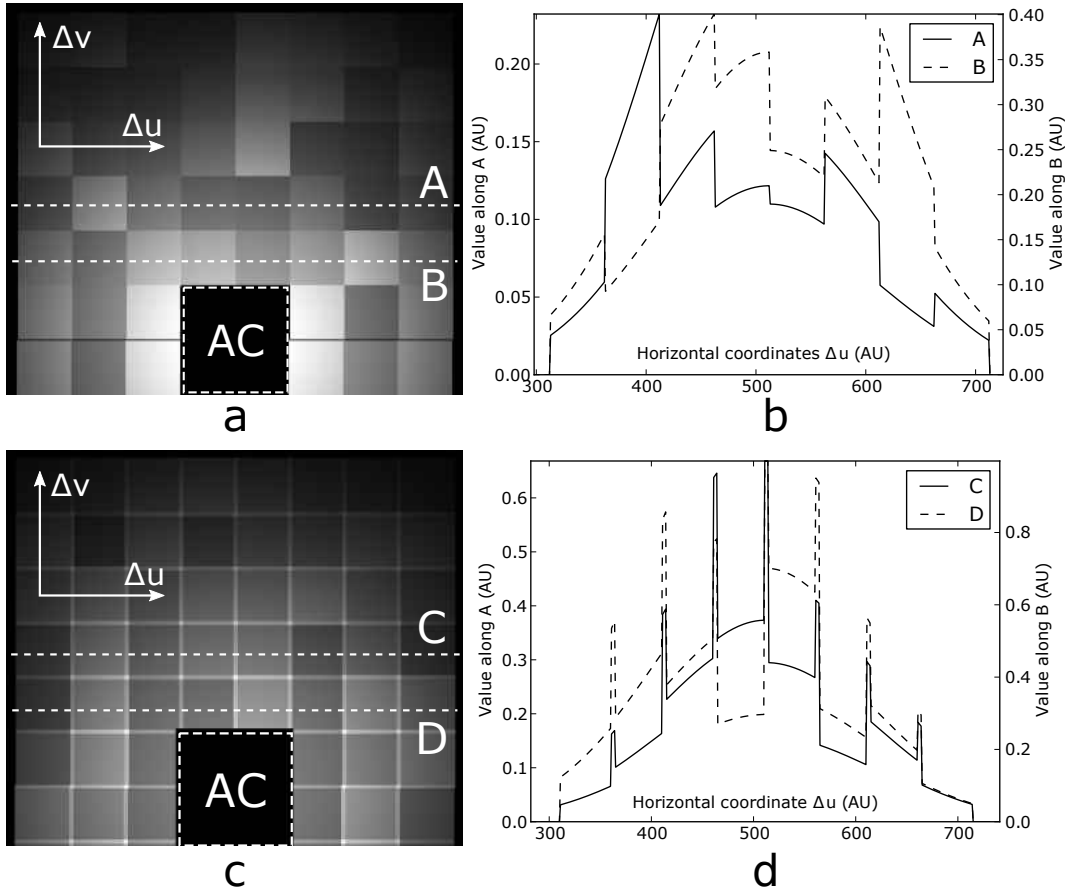 Δv
Δu
A
B
AC
a
Value along A (AU)
0.20
0.15
0.10
0.05
0.00
A
B
0.40
0.35
0.30
0.25
0.20
0.15
0.10
0.05
0.00
Value along B (AU)
Horizontal coordinates Δu (AU)
300 400 500 600 700
b
Δv
Δu
C
D
AC
c
Value along A (AU)
0.6
0.5
0.4
0.3
0.2
0.1
0.0
C
D
0.8
0.6
0.4
0.2
0.0
Value along B (AU)
Horizontal coordinate Δu (AU)
300 400 500 600 700
d